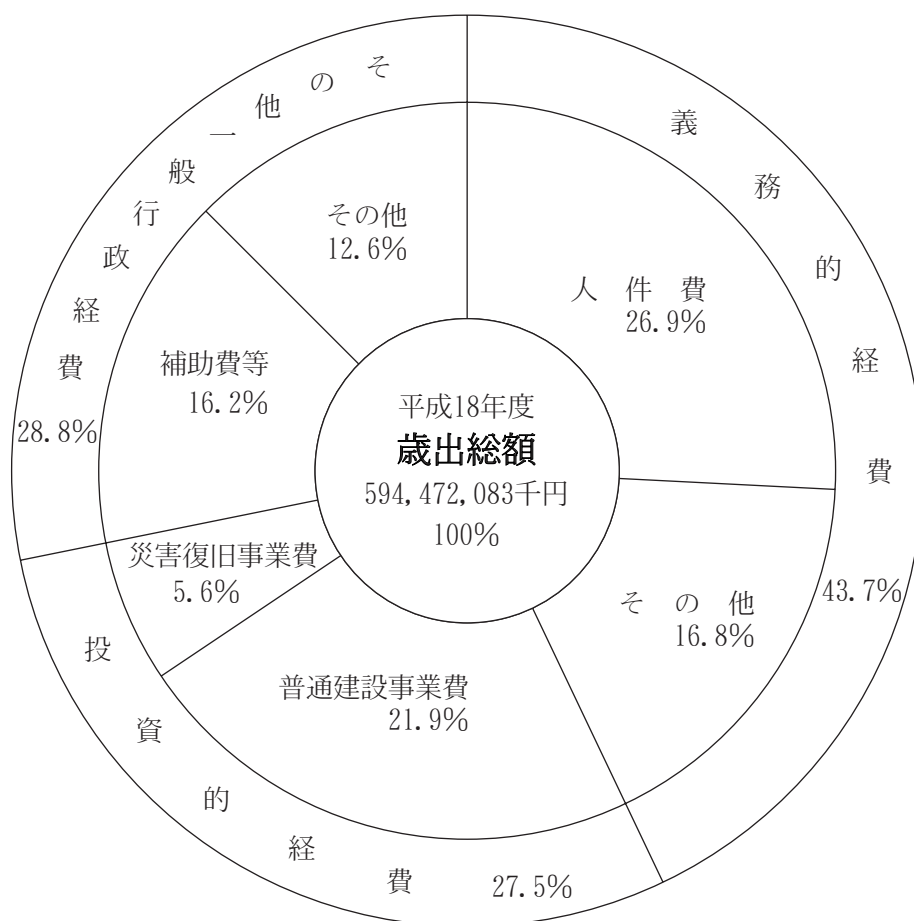 平成18年度
歳出総額
594,472,083千円
100%
義務的経費
43.7%
人件費
26.9%
その他
16.8%
投資的経費
27.5%
普通建設事業費
21.9%
災害復旧事業費
5.6%
その他一般行政経費
28.8%
補助費等
16.2%
その他
12.6%